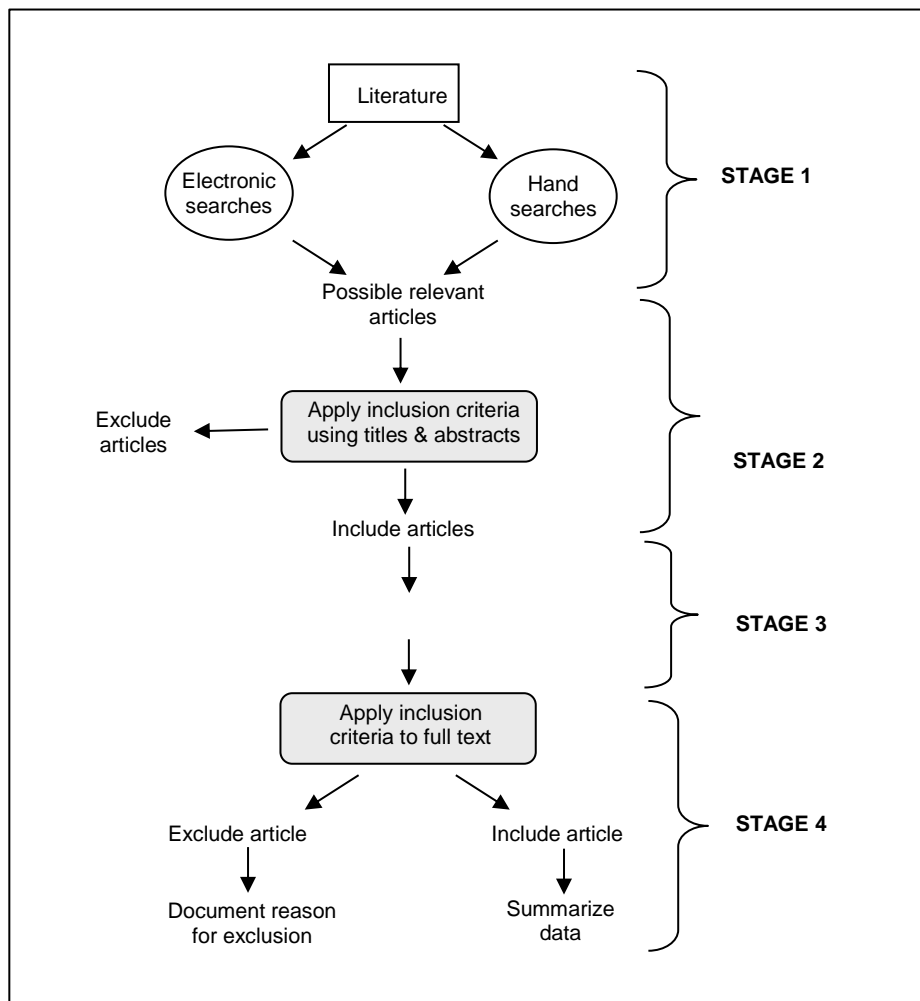 Literature
Electronic
searches
Hand
searches
STAGE 1
Possible relevant
articles
Apply inclusion criteria
using titles & abstracts
Exclude
articles
STAGE 2
Include articles
STAGE 3
Apply inclusion
criteria to full text
STAGE 4
Exclude article
Include article
Document reason
for exclusion
Summarize
data